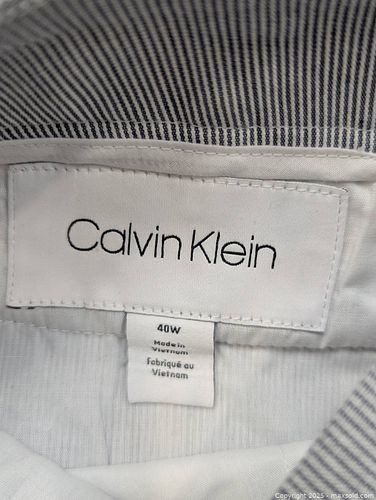 Calvin Klein
40W
Made in
Vietnam
Fabriqué au
Vietnam
Copyright © 2025 - maxsold.com